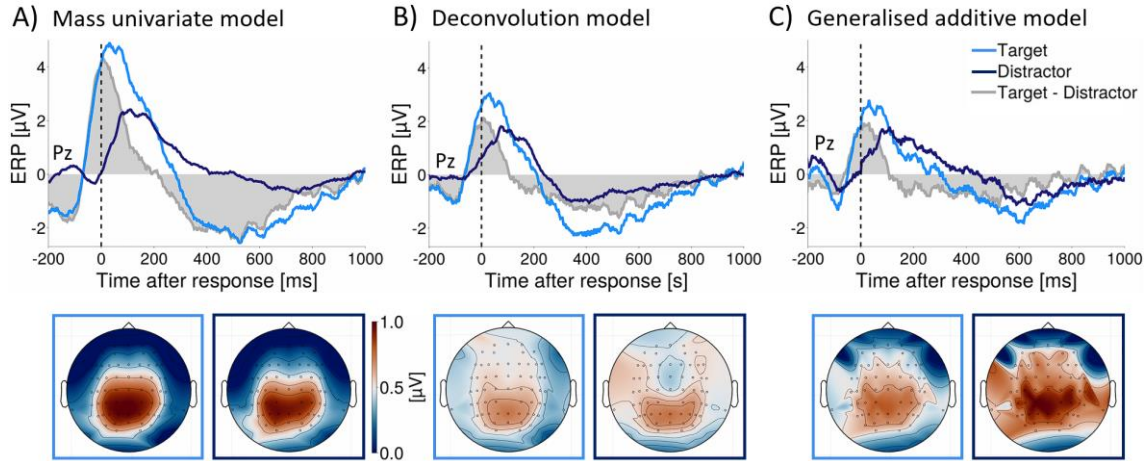 A) Mass univariate model
B) Deconvolution model
C) Generalised additive model
ERP [µV]
4
2
0
-2
Pz
-200
0
200
400
600
800
1000
Time after response [ms]
ERP [µV]
4
2
0
-2
Pz
-200
0
200
400
600
800
1000
Time after response [s]
ERP [µV]
4
2
0
-2
Pz
Target
Distractor
Target - Distractor
-200
0
200
400
600
800
1000
Time after response [ms]
1.0
0.5
0.0
[µV]